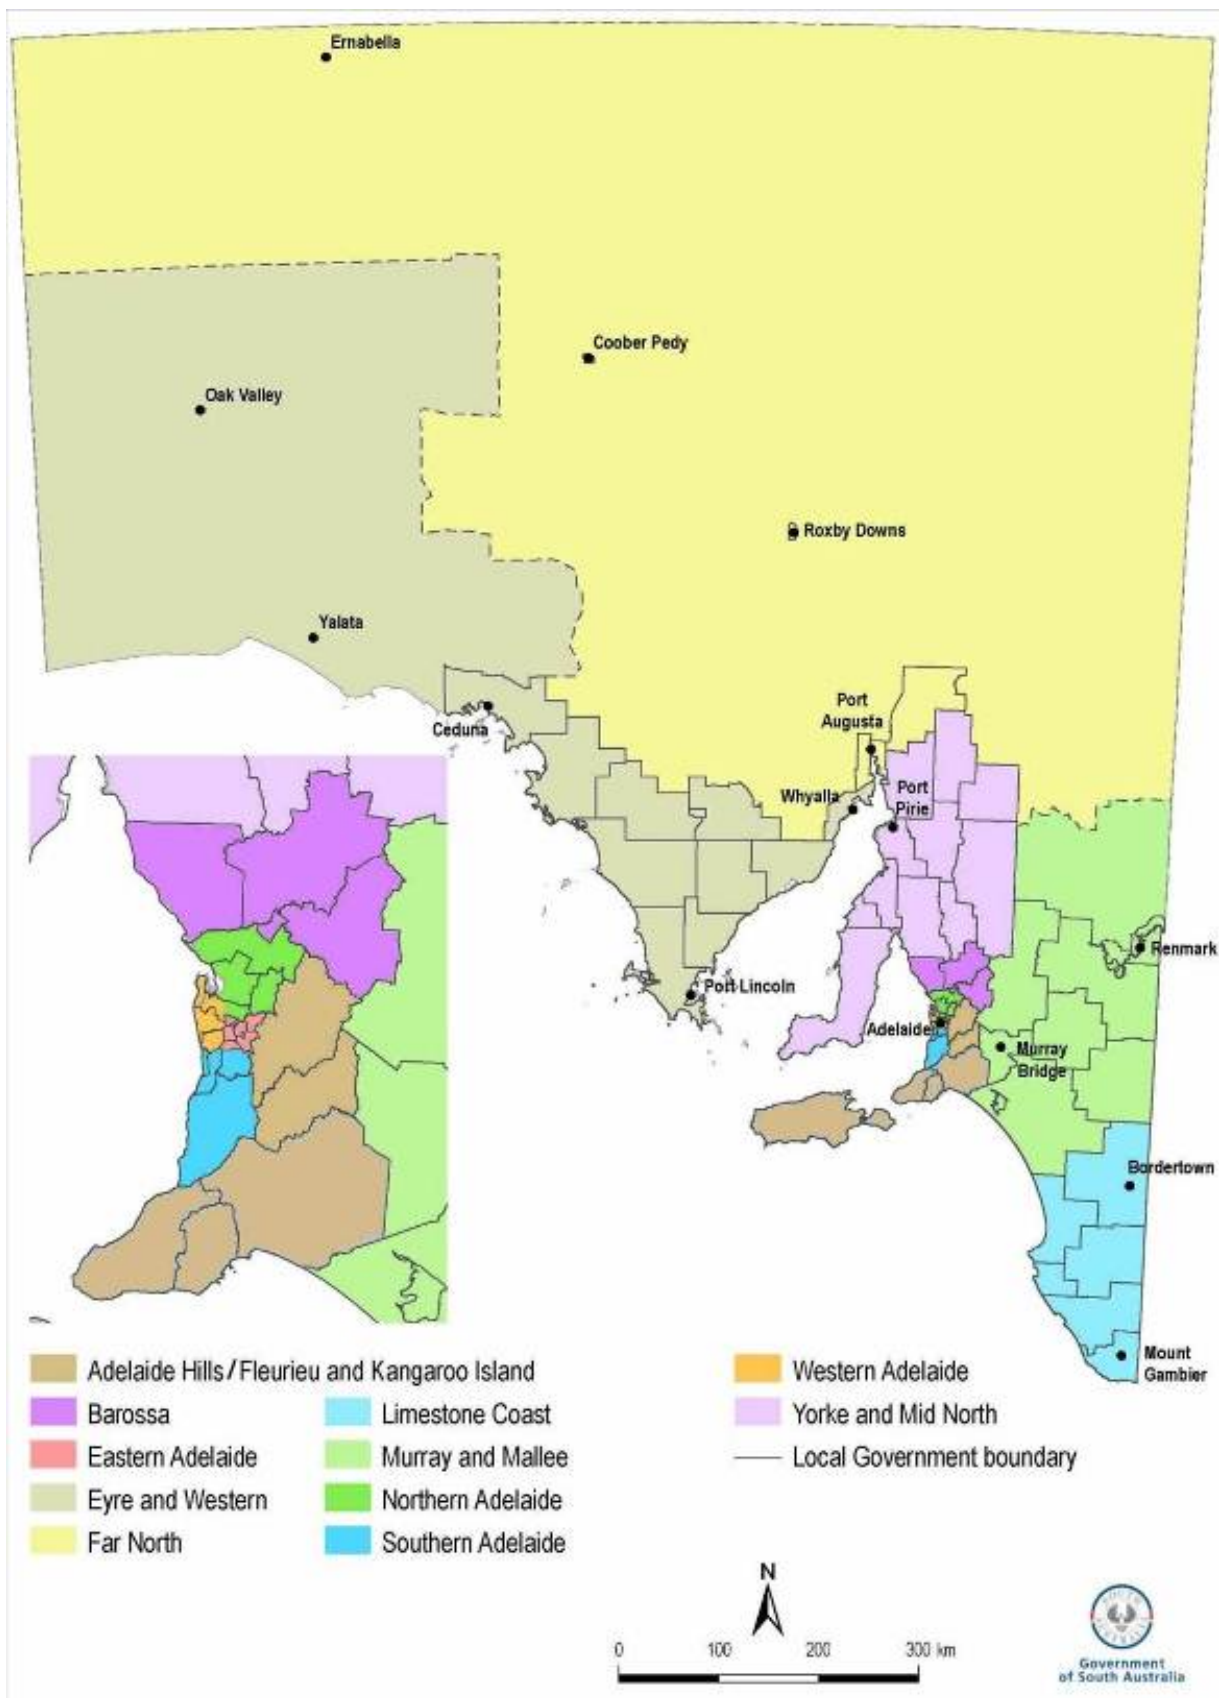 Ernabella
Coober Pedy
Oak Valley
Roxby Downs
Yalata
Port
Augusta
Ceduna
Whyalla
Port
Pirie
Renmark
Port Lincoln
Adelaide
Murray
Bridge
Bordertown
Mount
Gambier
Adelaide Hills/Fleurieu and Kangaroo Island
Barossa
Eastern Adelaide
Eyre and Western
Far North
Limestone Coast
Murray and Mallee
Northern Adelaide
Southern Adelaide
Western Adelaide
Yorke and Mid North
Local Government boundary
N
0 100 200 300 km
SOUTH
AUSTRALIA
Government
of South Australia